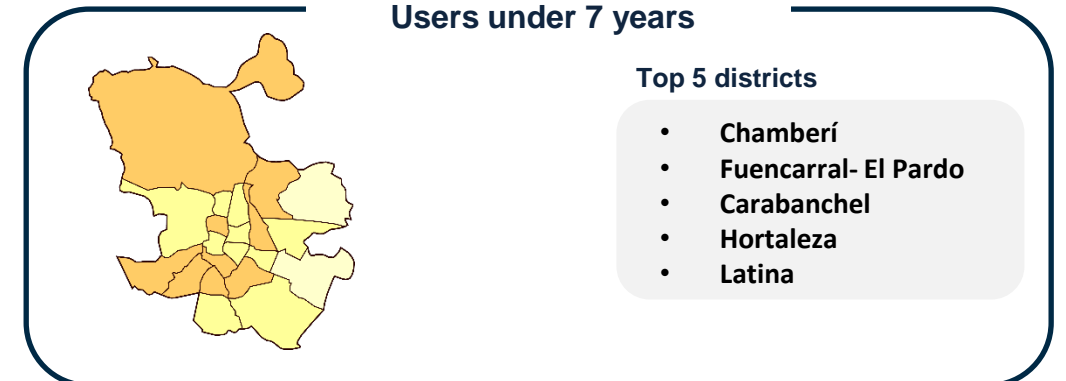 Users under 7 years
Top 5 districts
• Chamberí
• Fuencarral- El Pardo
• Carabanchel
• Hortaleza
• Latina